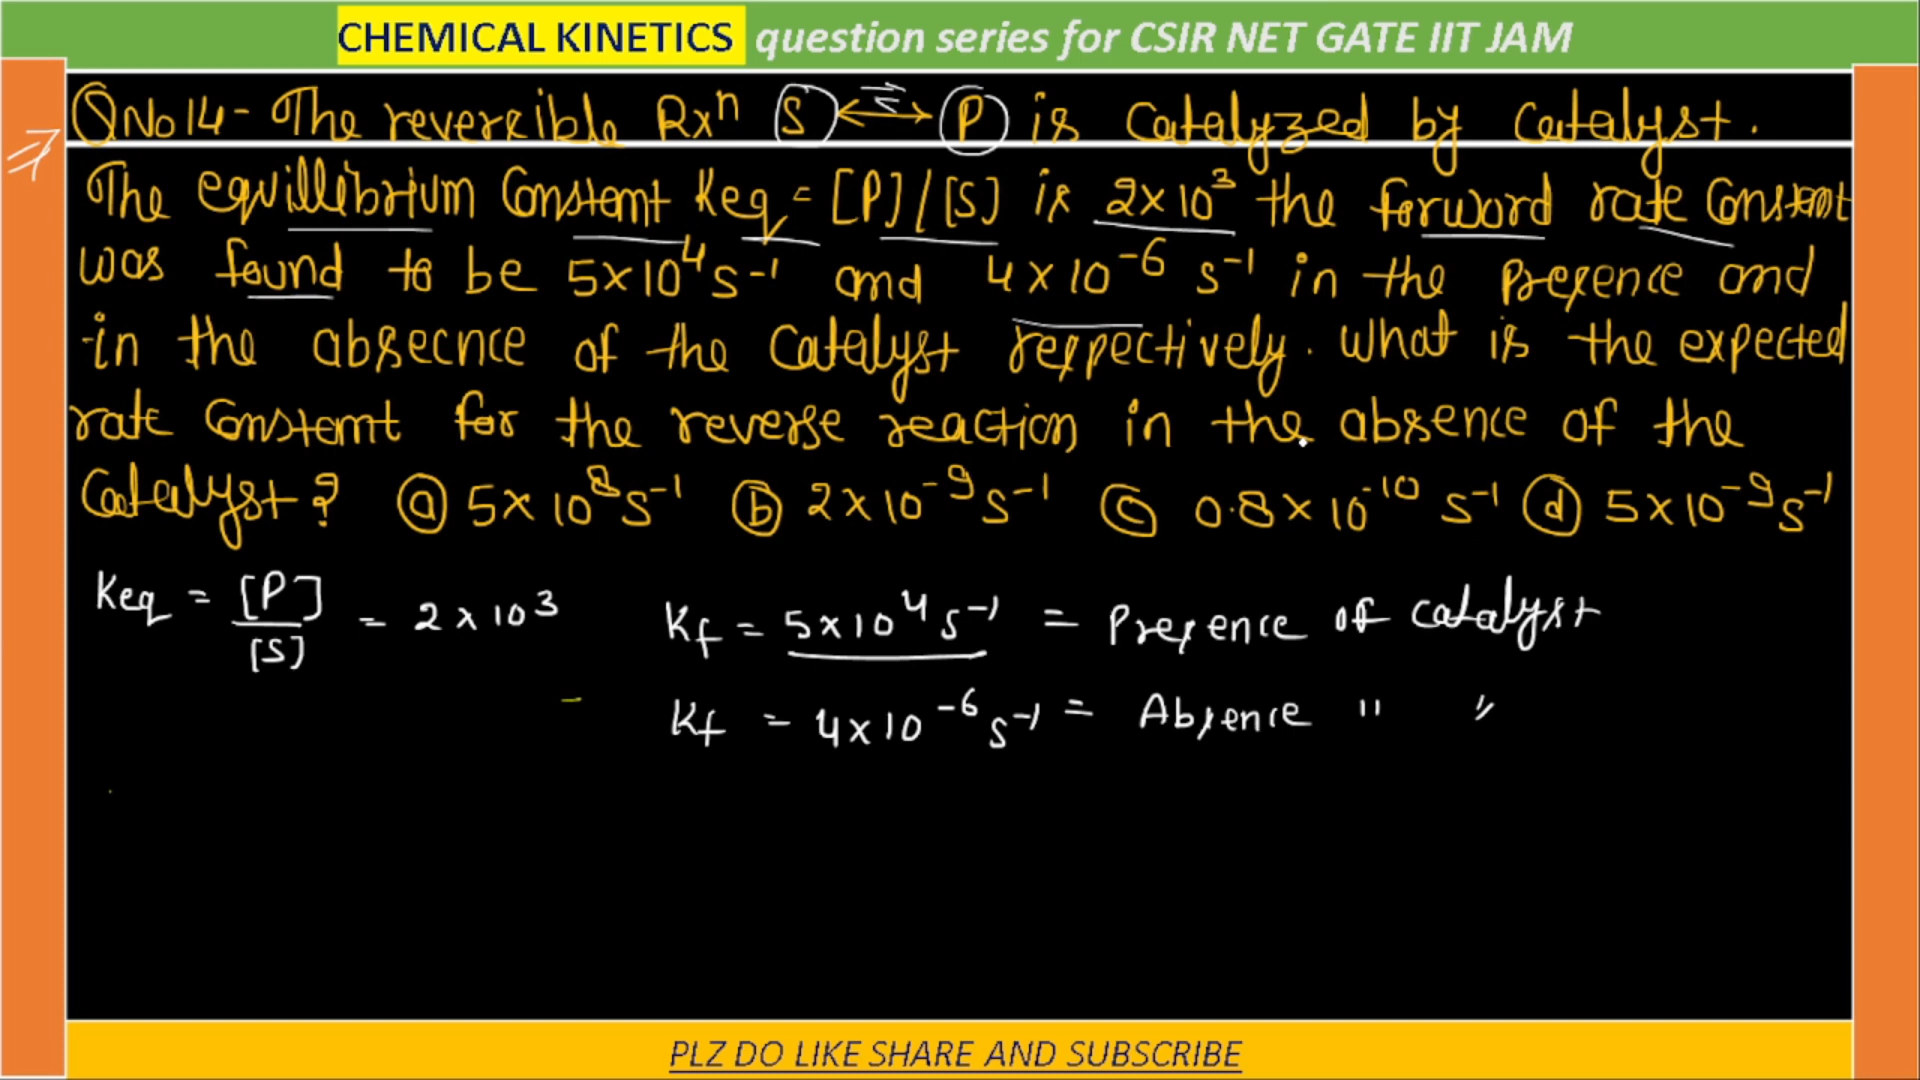 CHEMICAL KINETICS question series for CSIR NET GATE IIT JAM
QNo14- The reversible Rxⁿ S ⟷ P is catalyzed by catalyst.
The equillibrium Constant Keq = [P]/[S] is 2×10³ the forword rate Constant
was found to be 5×10⁴ s⁻¹ and 4×10⁻⁶ s⁻¹ in the presence and
in the absecnce of the catalyst respectively. What is the expected
rate Constant for the reverse reaction in the absence of the
Catalyst? ⓐ 5×10⁸ s⁻¹ ⓑ 2×10⁻⁹ s⁻¹ ⓒ 0.8×10⁻¹⁰ s⁻¹ ⓓ 5×10⁻⁹ s⁻¹
Keq = [P]/[S] = 2×10³ Kf = 5×10⁴ s⁻¹ = Presence of catalyst
Kf = 4×10⁻⁶ s⁻¹ = Absence " "
PLZ DO LIKE SHARE AND SUBSCRIBE